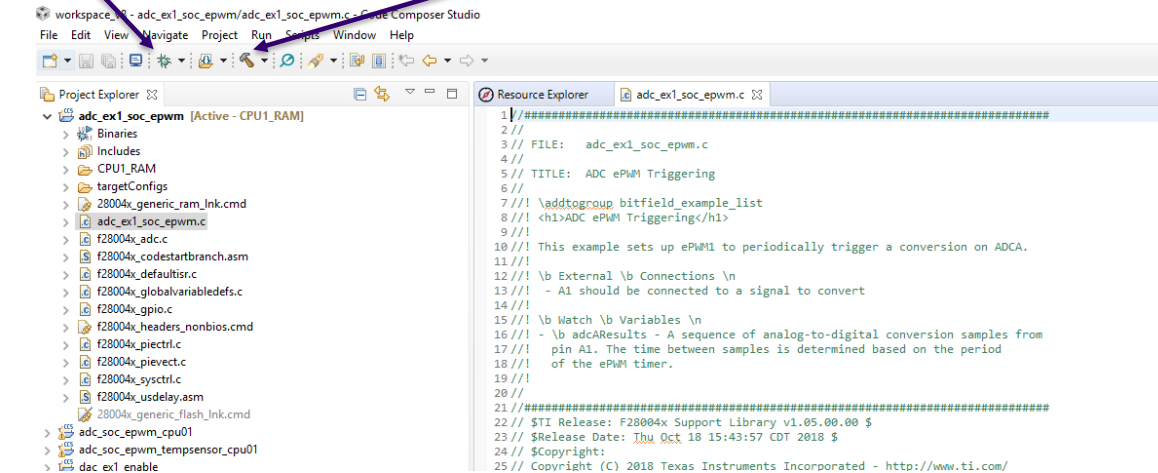 workspace_v8 - adc_ex1_soc_epwm/adc_ex1_soc_epwm.c - Code Composer Studio
File Edit View Navigate Project Run Scripts Window Help
Project Explorer
adc_ex1_soc_epwm [Active - CPU1_RAM]
Binaries
Includes
CPU1_RAM
targetConfigs
28004x_generic_ram_lnk.cmd
adc_ex1_soc_epwm.c
f28004x_adc.c
f28004x_codestartbranch.asm
f28004x_defaultisr.c
f28004x_globalvariabledefs.c
f28004x_gpio.c
f28004x_headers_nonbios.cmd
f28004x_piectrl.c
f28004x_pievect.c
f28004x_sysctrl.c
f28004x_usdelay.asm
28004x_generic_flash_lnk.cmd
adc_soc_epwm_cpu01
adc_soc_epwm_tempsensor_cpu01
dac_ex1_enable
Resource Explorer
adc_ex1_soc_epwm.c
1 //###########################################################################
2 //
3 // FILE:   adc_ex1_soc_epwm.c
4 //
5 // TITLE:  ADC ePWM Triggering
6 //
7 //! \addtogroup bitfield_example_list
8 //! <h1>ADC ePWM Triggering</h1>
9 //!
10 //! This example sets up ePWM1 to periodically trigger a conversion on ADCA.
11 //!
12 //! \b External \b Connections \n
13 //!  - A1 should be connected to a signal to convert
14 //!
15 //! \b Watch \b Variables \n
16 //! - \b adcAResults - A sequence of analog-to-digital conversion samples from
17 //!   pin A1. The time between samples is determined based on the period
18 //!   of the ePWM timer.
19 //!
20 //
21 //###########################################################################
22 // $TI Release: F28004x Support Library v1.05.00.00 $
23 // $Release Date: Thu Oct 18 15:43:57 CDT 2018 $
24 // $Copyright:
25 // Copyright (C) 2018 Texas Instruments Incorporated - http://www.ti.com/